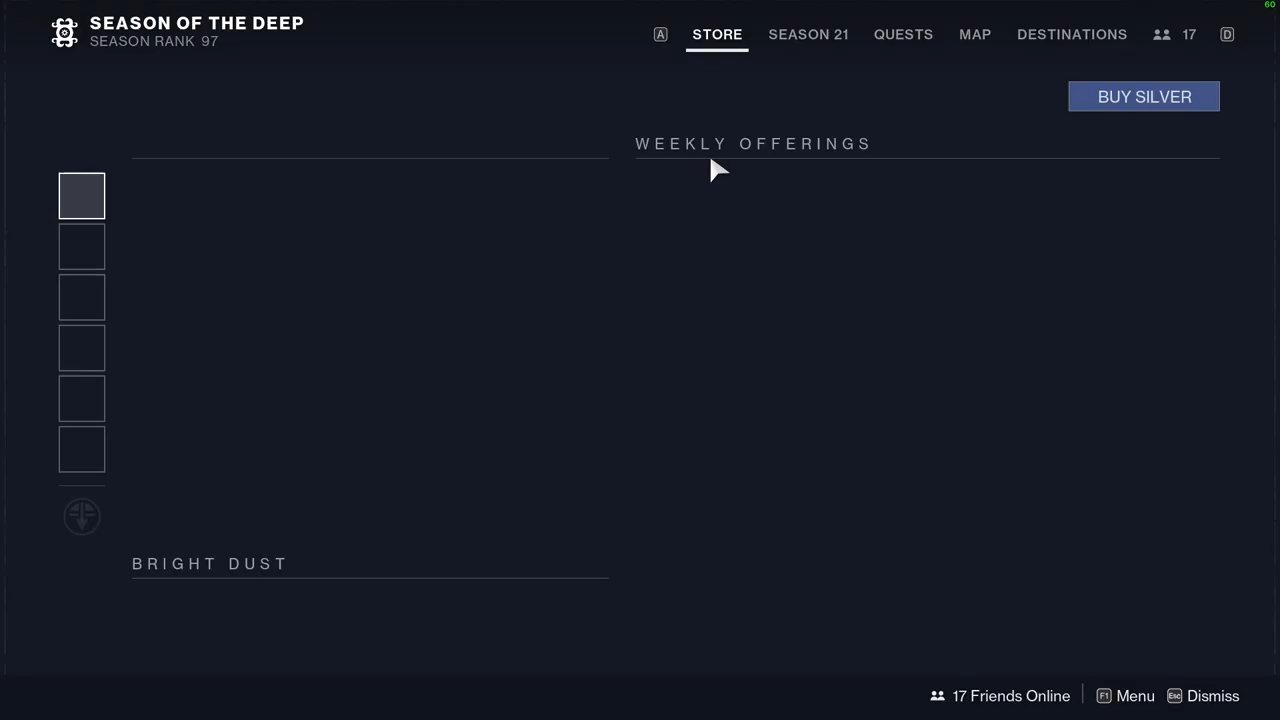 60
SEASON OF THE DEEP
SEASON RANK 97
A STORE SEASON 21 QUESTS MAP DESTINATIONS 17 D
BUY SILVER
WEEKLY OFFERINGS
BRIGHT DUST
17 Friends Online F1 Menu Esc Dismiss